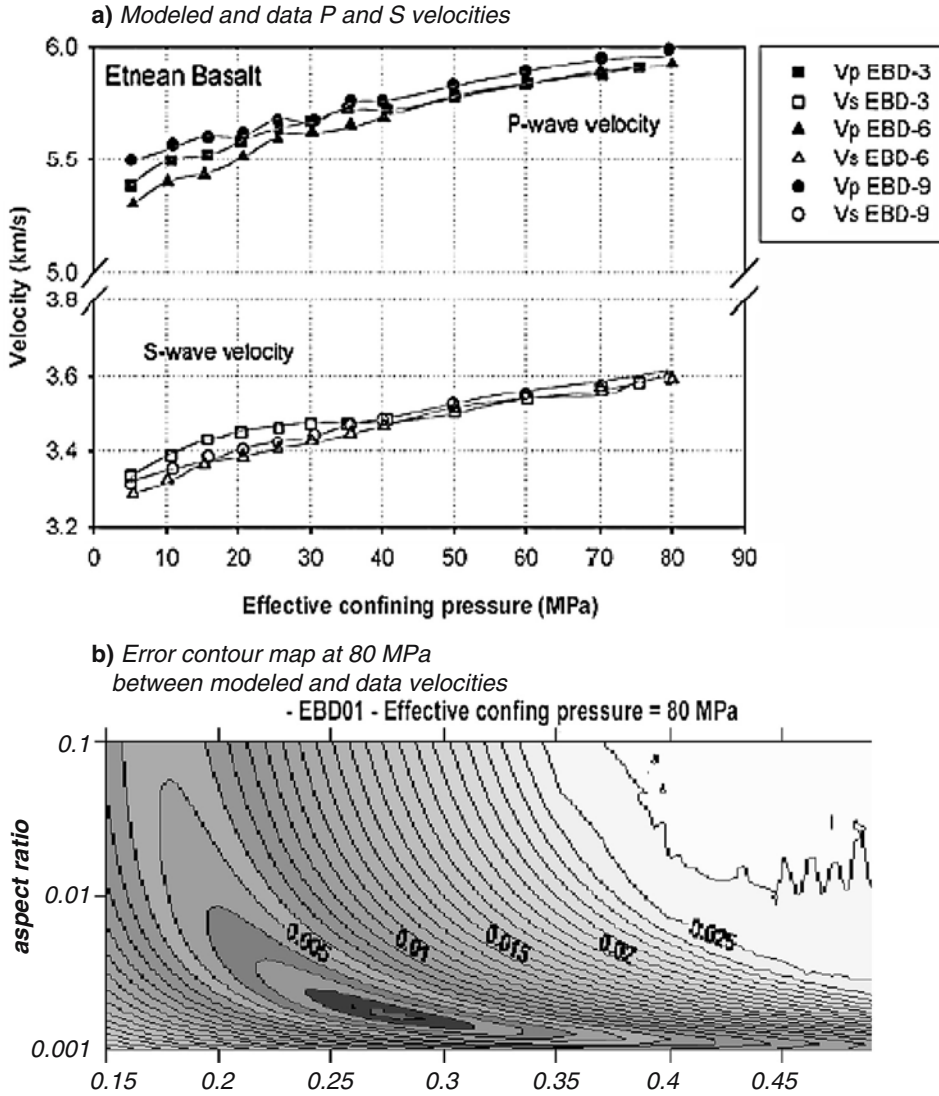 a) Modeled and data P and S velocities
Etnean Basalt
P-wave velocity
S-wave velocity
Velocity (km/s)
6.0
5.5
5.0
3.8
3.6
3.4
3.2
0 10 20 30 40 50 60 70 80 90
Effective confining pressure (MPa)
Vp EBD-3
Vs EBD-3
Vp EBD-6
Vs EBD-6
Vp EBD-9
Vs EBD-9
b) Error contour map at 80 MPa
between modeled and data velocities
- EBD01 - Effective confing pressure = 80 MPa
aspect ratio
0.1
0.01
0.001
0.005 0.01 0.015 0.02 0.025
0.15 0.2 0.25 0.3 0.35 0.4 0.45